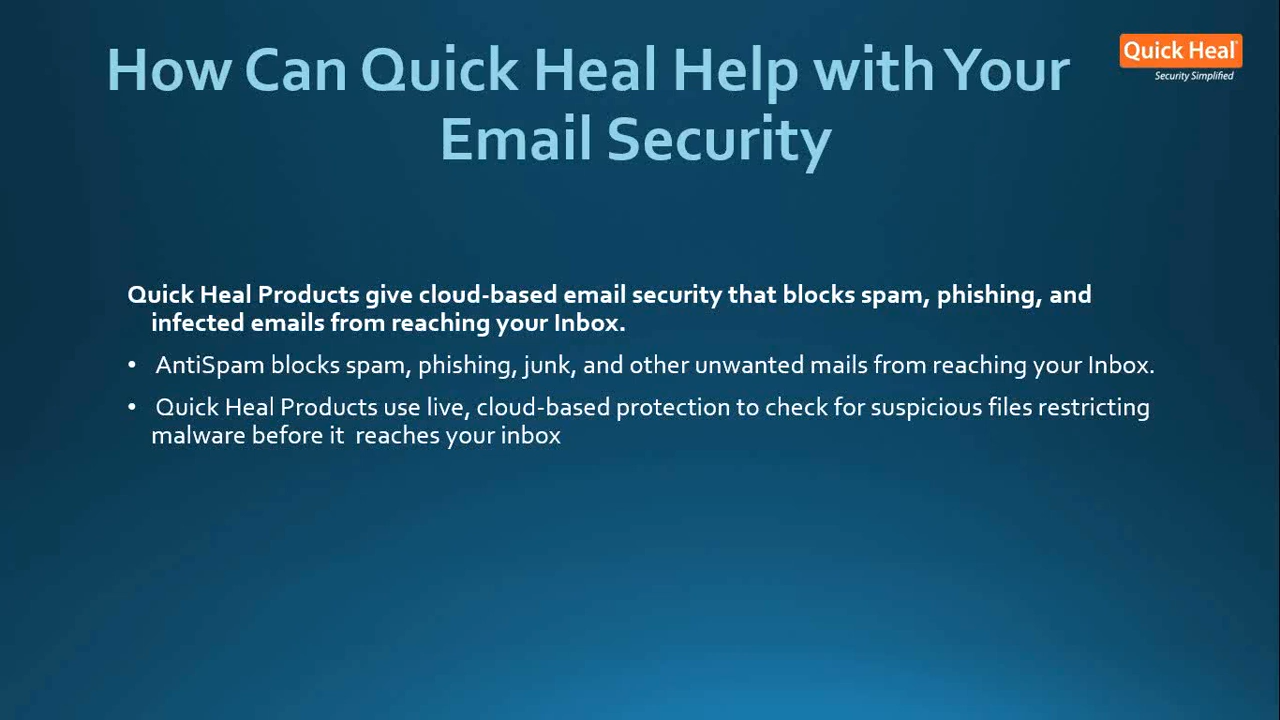 How Can Quick Heal Help with Your
Email Security
Quick Heal
Security Simplified
Quick Heal Products give cloud-based email security that blocks spam, phishing, and
infected emails from reaching your Inbox.
• AntiSpam blocks spam, phishing, junk, and other unwanted mails from reaching your Inbox.
• Quick Heal Products use live, cloud-based protection to check for suspicious files restricting
malware before it  reaches your inbox